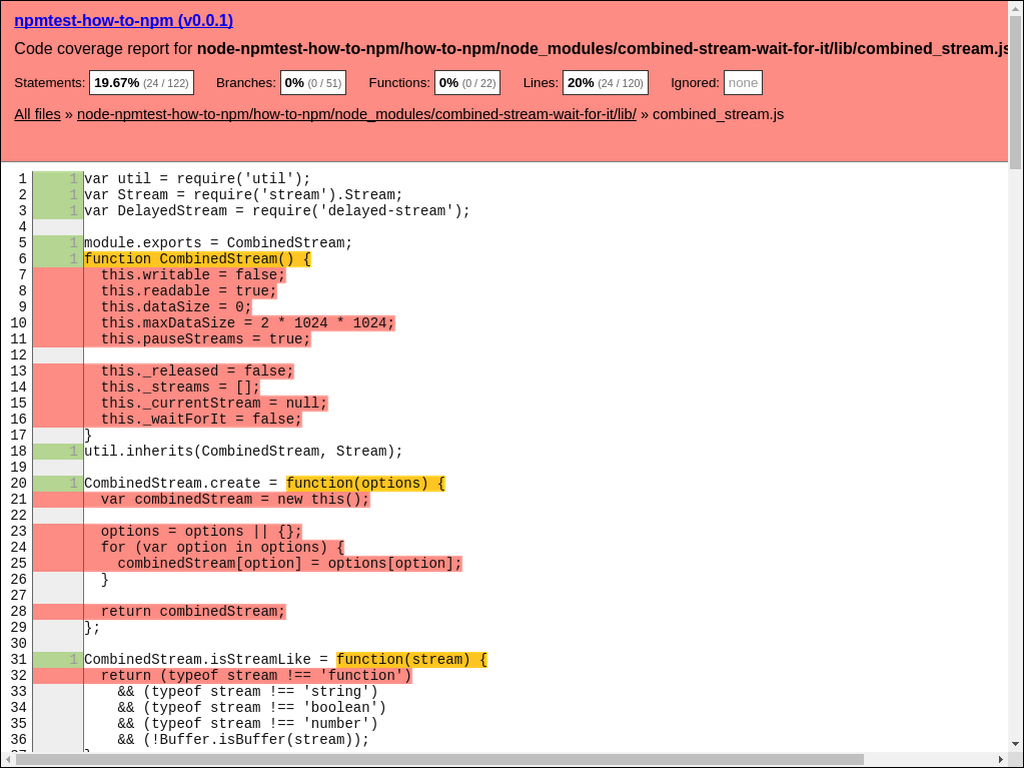 npmtest-how-to-npm (v0.0.1)
Code coverage report for node-npmtest-how-to-npm/how-to-npm/node_modules/combined-stream-wait-for-it/lib/combined_stream.js
Statements: 19.67% (24 / 122) Branches: 0% (0 / 51) Functions: 0% (0 / 22) Lines: 20% (24 / 120) Ignored: none
All files » node-npmtest-how-to-npm/how-to-npm/node_modules/combined-stream-wait-for-it/lib/ » combined_stream.js
1 1 var util = require('util');
2 1 var Stream = require('stream').Stream;
3 1 var DelayedStream = require('delayed-stream');
4
5 1 module.exports = CombinedStream;
6 1 function CombinedStream() {
7 this.writable = false;
8 this.readable = true;
9 this.dataSize = 0;
10 this.maxDataSize = 2 * 1024 * 1024;
11 this.pauseStreams = true;
12
13 this._released = false;
14 this._streams = [];
15 this._currentStream = null;
16 this._waitForIt = false;
17 }
18 1 util.inherits(CombinedStream, Stream);
19
20 1 CombinedStream.create = function(options) {
21 var combinedStream = new this();
22
23 options = options || {};
24 for (var option in options) {
25 combinedStream[option] = options[option];
26 }
27
28 return combinedStream;
29 };
30
31 1 CombinedStream.isStreamLike = function(stream) {
32 return (typeof stream !== 'function')
33 && (typeof stream !== 'string')
34 && (typeof stream !== 'boolean')
35 && (typeof stream !== 'number')
36 && (!Buffer.isBuffer(stream));